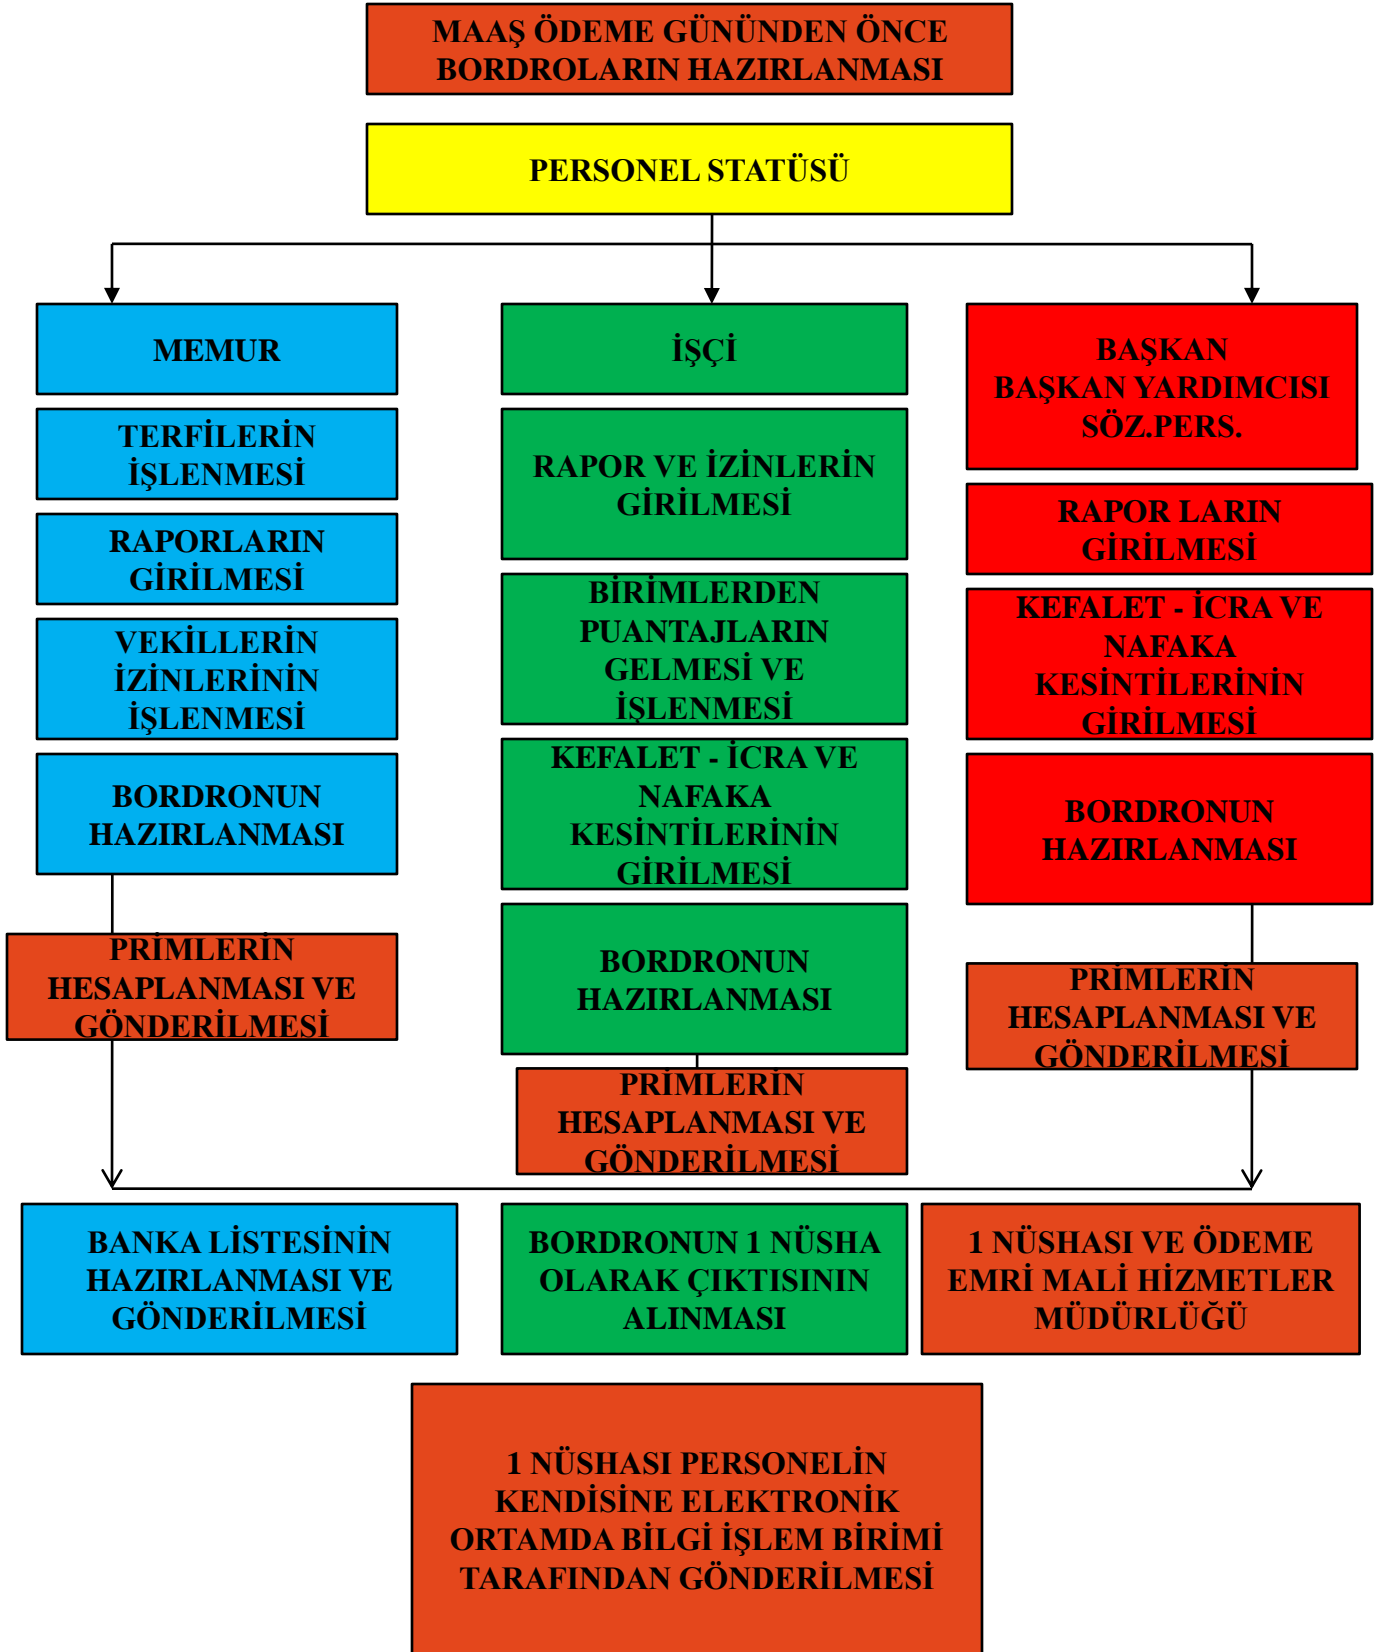 MAAŞ ÖDEME GÜNÜNDEN ÖNCE
BORDROLARIN HAZIRLANMASI
PERSONEL STATÜSÜ
MEMUR
TERFİLERİN
İŞLENMESİ
RAPORLARIN
GİRİLMESİ
VEKİLLERİN
İZİNLERİNİN
İŞLENMESİ
BORDRONUN
HAZIRLANMASI
PRİMLERİN
HESAPLANMASI VE
GÖNDERİLMESİ
İŞÇİ
RAPOR VE İZİNLERİN
GİRİLMESİ
BİRİMLERDEN
PUANTAJLARIN
GELMESİ VE
İŞLENMESİ
KEFALET - İCRA VE
NAFAKA
KESİNTİLERİNİN
GİRİLMESİ
BORDRONUN
HAZIRLANMASI
PRİMLERİN
HESAPLANMASI VE
GÖNDERİLMESİ
BAŞKAN
BAŞKAN YARDIMCISI
SÖZ.PERS.
RAPOR LARIN
GİRİLMESİ
KEFALET - İCRA VE
NAFAKA
KESİNTİLERİNİN
GİRİLMESİ
BORDRONUN
HAZIRLANMASI
PRİMLERİN
HESAPLANMASI VE
GÖNDERİLMESİ
BANKA LİSTESİNİN
HAZIRLANMASI VE
GÖNDERİLMESİ
BORDRONUN 1 NÜSHA
OLARAK ÇIKTISININ
ALINMASI
1 NÜSHASI VE ÖDEME
EMRİ MALİ HİZMETLER
MÜDÜRLÜĞÜ
1 NÜSHASI PERSONELİN
KENDİSİNE ELEKTRONİK
ORTAMDA BİLGİ İŞLEM BİRİMİ
TARAFINDAN GÖNDERİLMESİ